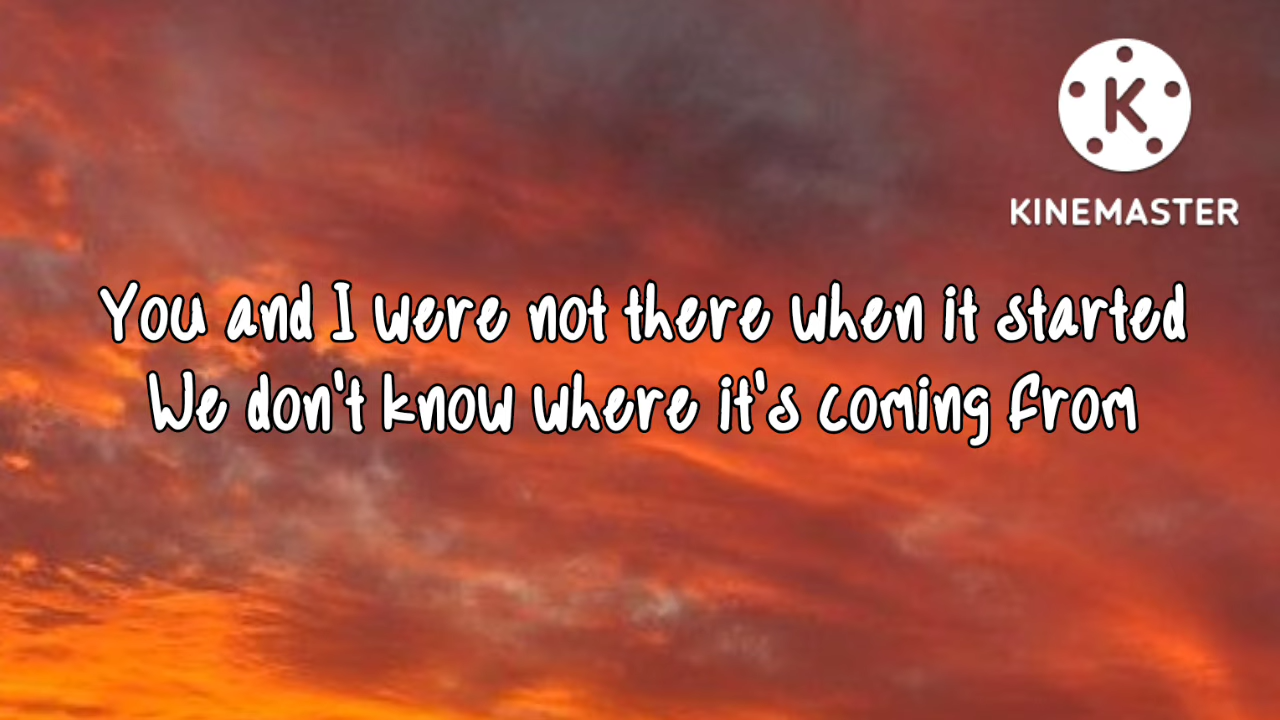 K
KINEMASTER
You and I were not there when it started
We don't know where it's coming from